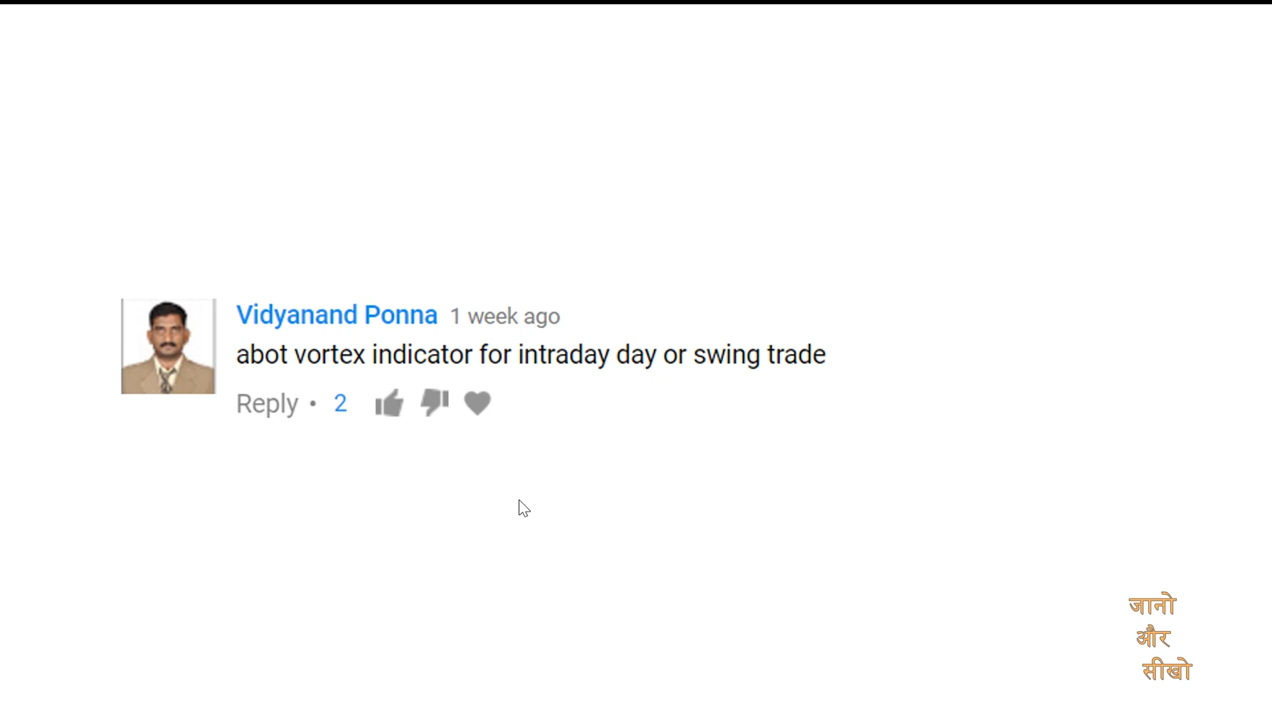 Vidyanand Ponna 1 week ago
abot vortex indicator for intraday day or swing trade
Reply • 2
जानो
और
सीखो